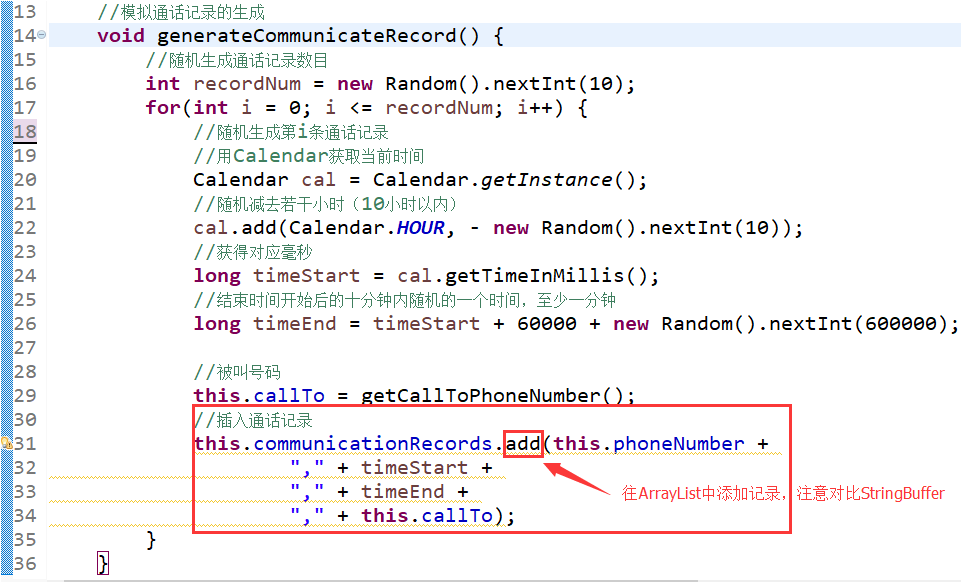 13 //模拟通话记录的生成
14 void generateCommunicateRecord() {
15 //随机生成通话记录数目
16 int recordNum = new Random().nextInt(10);
17 for(int i = 0; i <= recordNum; i++) {
18 //随机生成第i条通话记录
19 //用Calendar获取当前时间
20 Calendar cal = Calendar.getInstance();
21 //随机减去若干小时（10小时以内）
22 cal.add(Calendar.HOUR, - new Random().nextInt(10));
23 //获得对应毫秒
24 long timeStart = cal.getTimeInMillis();
25 //结束时间开始后的十分钟内随机的一个时间，至少一分钟
26 long timeEnd = timeStart + 60000 + new Random().nextInt(600000);
27
28 //被叫号码
29 this.callTo = getCallToPhoneNumber();
30 //插入通话记录
31 this.communicationRecords.add(this.phoneNumber +
32 "," + timeStart +
33 "," + timeEnd +
往ArrayList中添加记录，注意对比StringBuffer
34 "," + this.callTo);
35 }
36 }